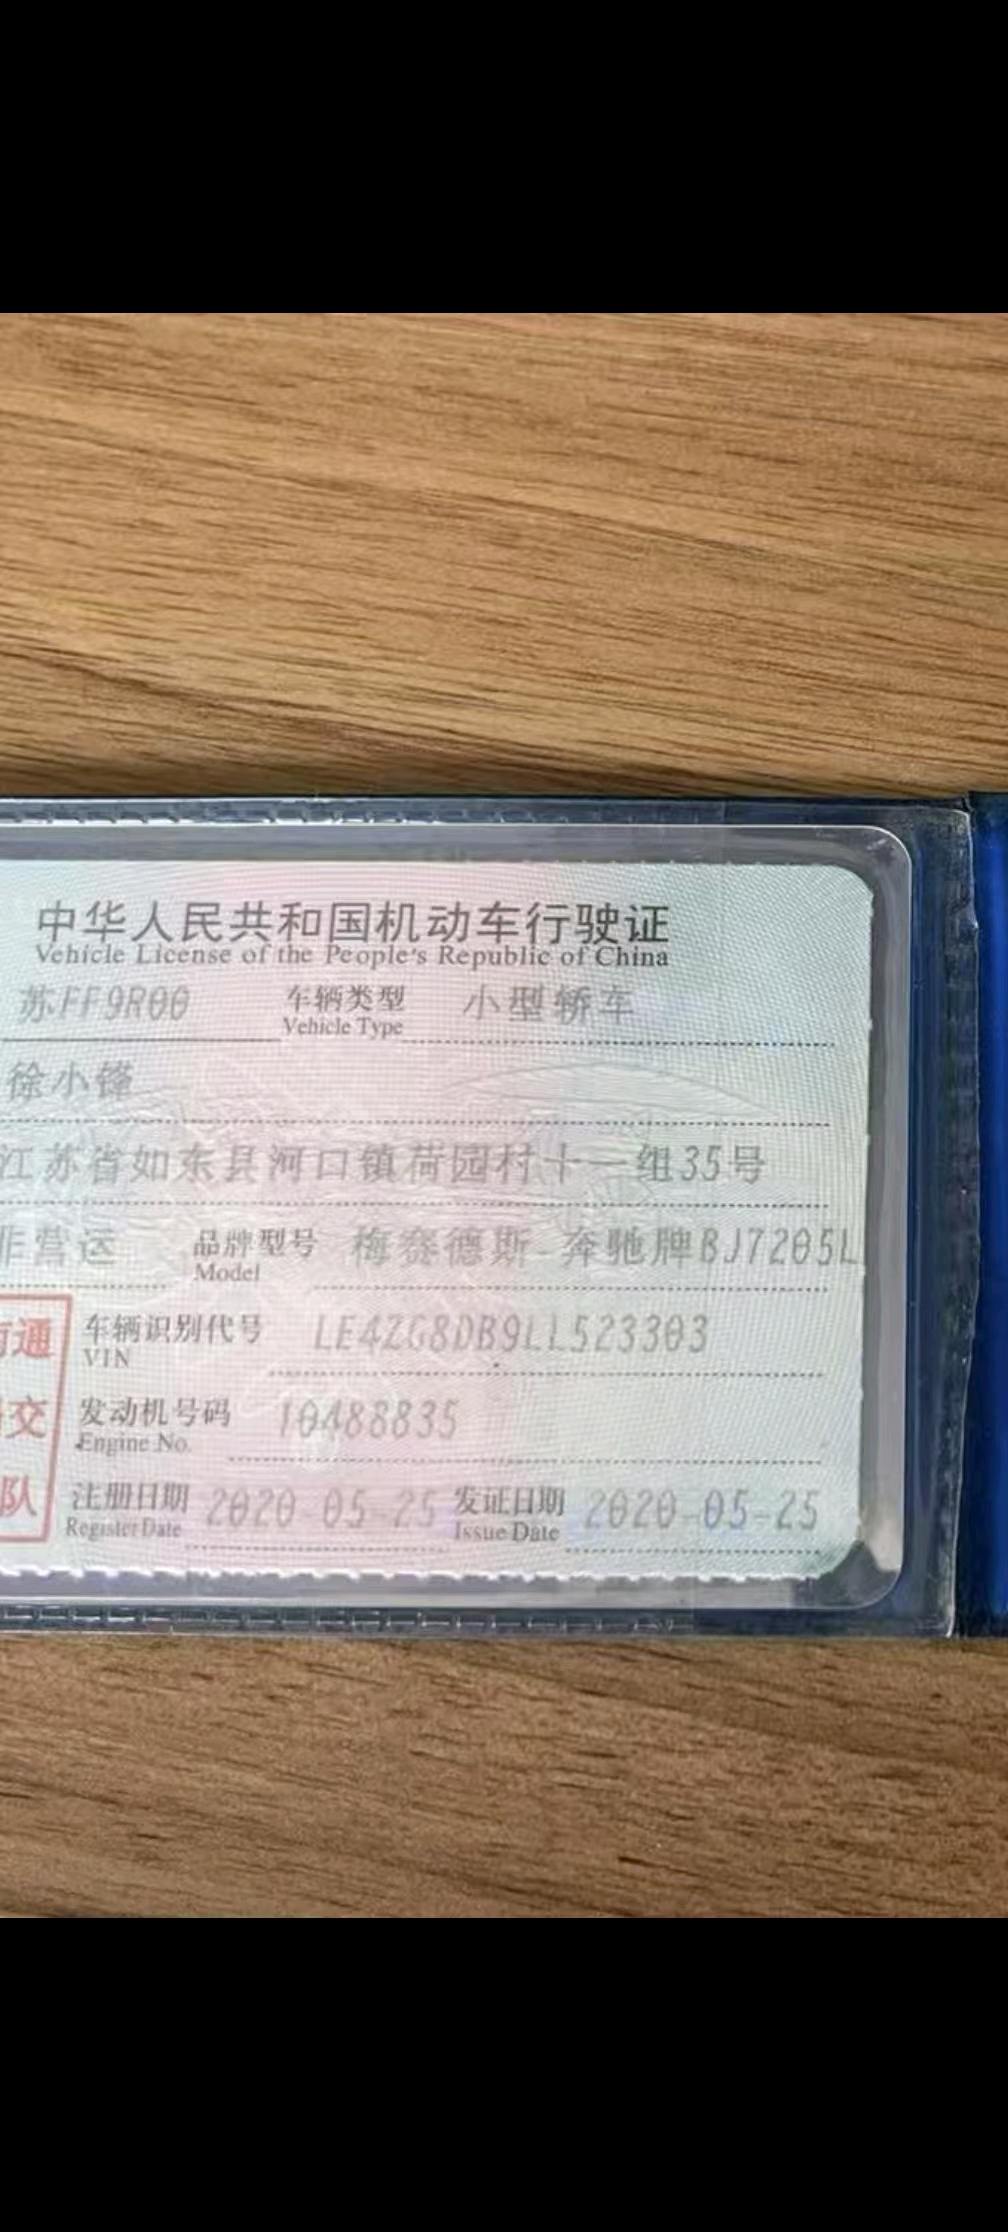 中华人民共和国机动车行驶证
Vehicle License of the People's Republic of China
苏FF9R00 车辆类型 小型轿车
Vehicle Type
徐小锋
江苏省如东县河口镇荷园村十一组35号
非营运 品牌型号 梅赛德斯-奔驰牌BJ7205L
Model
南通 车辆识别代号 LE4ZG8DB9LL523303
VIN
交 发动机号码 10488835
Engine No.
队 注册日期 2020-05-25 发证日期 2020-05-25
Register Date Issue Date